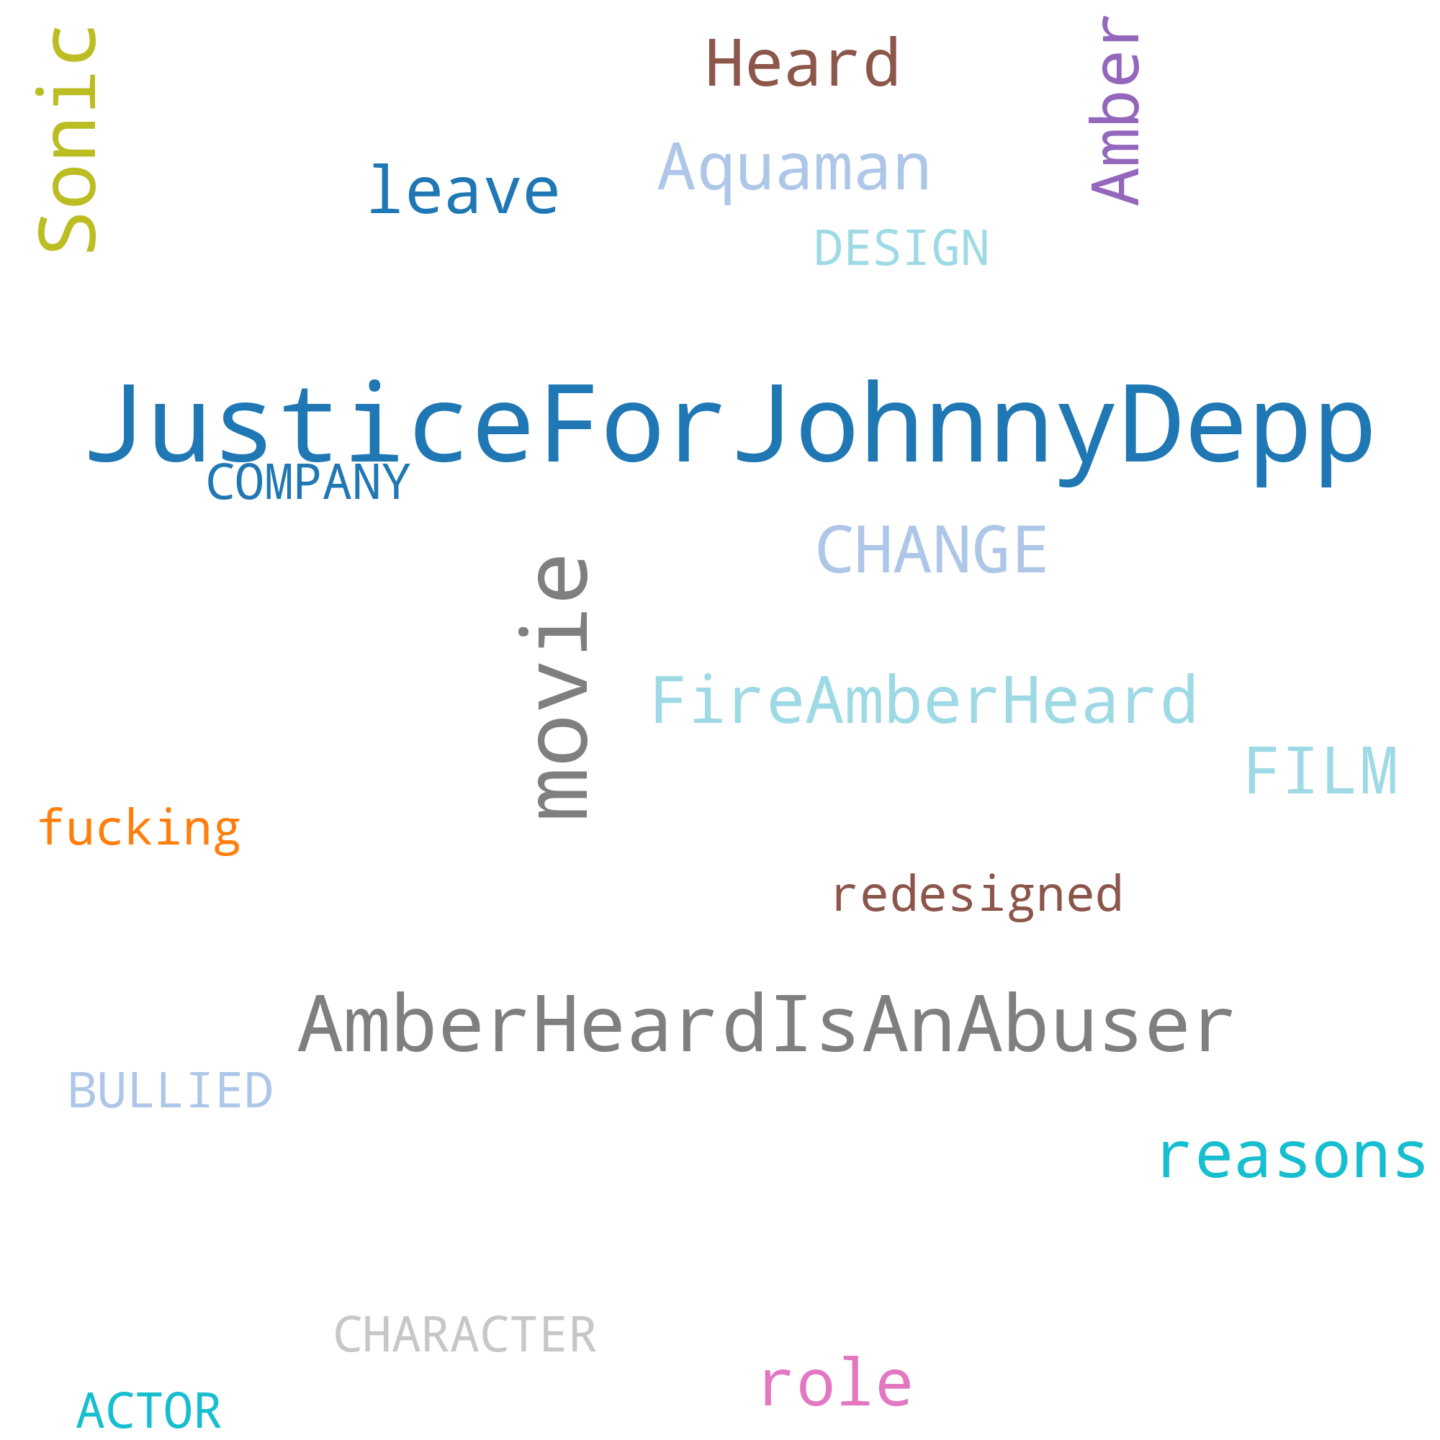 Sonic
Heard
Amber
Aquaman
leave
DESIGN
JusticeForJohnnyDepp
COMPANY
CHANGE
movie
FireAmberHeard
FILM
fucking
redesigned
AmberHeardIsAnAbuser
BULLIED
reasons
CHARACTER
role
ACTOR